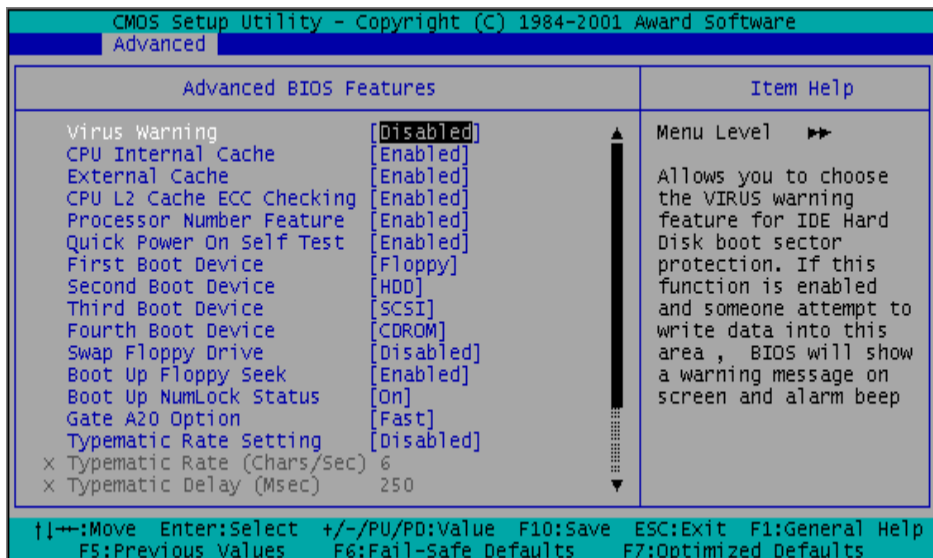 CMOS Setup Utility - Copyright (C) 1984-2001 Award Software
Advanced
Advanced BIOS Features
Virus Warning [Disabled]
CPU Internal Cache [Enabled]
External Cache [Enabled]
CPU L2 Cache ECC Checking [Enabled]
Processor Number Feature [Enabled]
Quick Power On Self Test [Enabled]
First Boot Device [Floppy]
Second Boot Device [HDD]
Third Boot Device [SCSI]
Fourth Boot Device [CDROM]
Swap Floppy Drive [Disabled]
Boot Up Floppy Seek [Enabled]
Boot Up NumLock Status [On]
Gate A20 Option [Fast]
Typematic Rate Setting [Disabled]
x Typematic Rate (Chars/Sec) 6
x Typematic Delay (Msec) 250
Item Help
Menu Level ►►
Allows you to choose
the VIRUS warning
feature for IDE Hard
Disk boot sector
protection. If this
function is enabled
and someone attempt to
write data into this
area , BIOS will show
a warning message on
screen and alarm beep
↑↓→←:Move Enter:Select +/-/PU/PD:Value F10:Save ESC:Exit F1:General Help
F5:Previous Values F6:Fail-Safe Defaults F7:Optimized Defaults